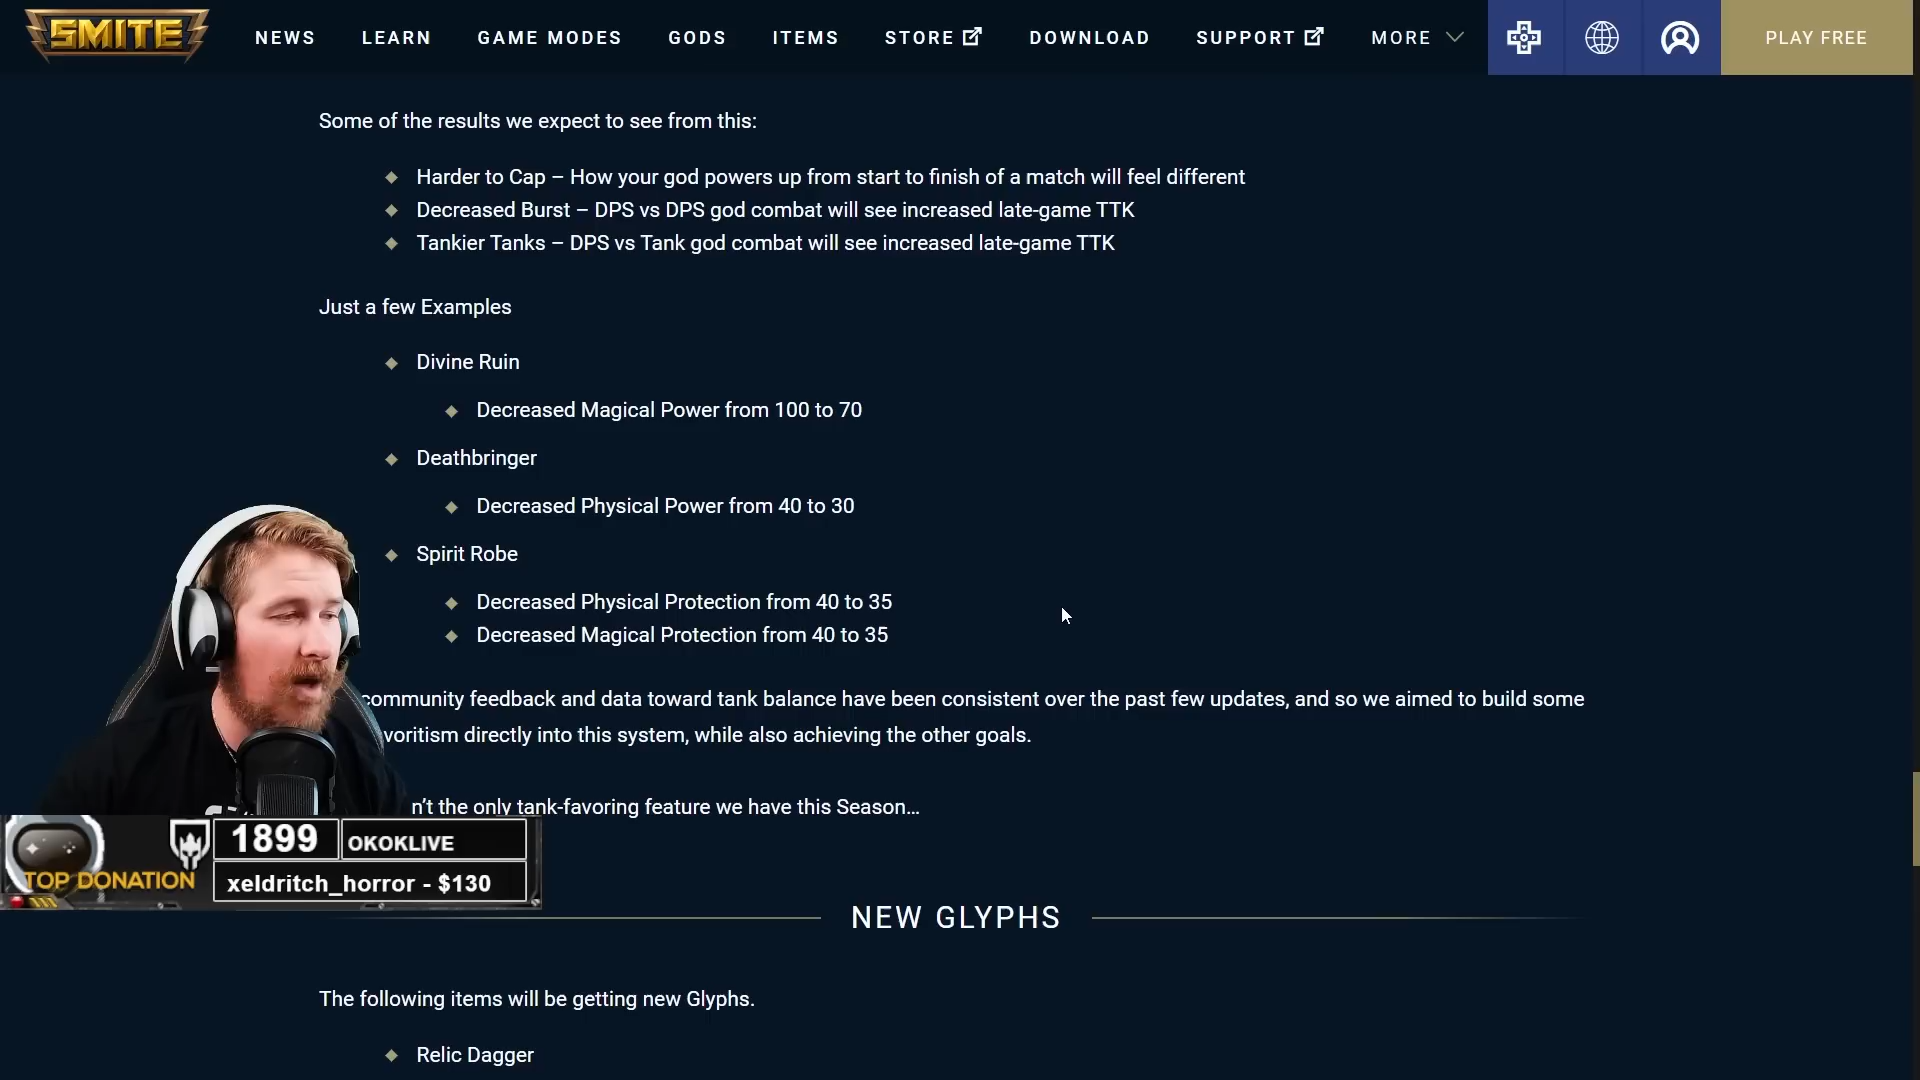 SMITE
NEWS LEARN GAME MODES GODS ITEMS STORE DOWNLOAD SUPPORT MORE PLAY FREE
Some of the results we expect to see from this:
Harder to Cap – How your god powers up from start to finish of a match will feel different
Decreased Burst – DPS vs DPS god combat will see increased late-game TTK
Tankier Tanks – DPS vs Tank god combat will see increased late-game TTK
Just a few Examples
Divine Ruin
Decreased Magical Power from 100 to 70
Deathbringer
Decreased Physical Power from 40 to 30
Spirit Robe
Decreased Physical Protection from 40 to 35
Decreased Magical Protection from 40 to 35
community feedback and data toward tank balance have been consistent over the past few updates, and so we aimed to build some
voritism directly into this system, while also achieving the other goals.
n't the only tank-favoring feature we have this Season...
1899 OKOKLIVE
TOP DONATION xeldritch_horror - $130
NEW GLYPHS
The following items will be getting new Glyphs.
Relic Dagger